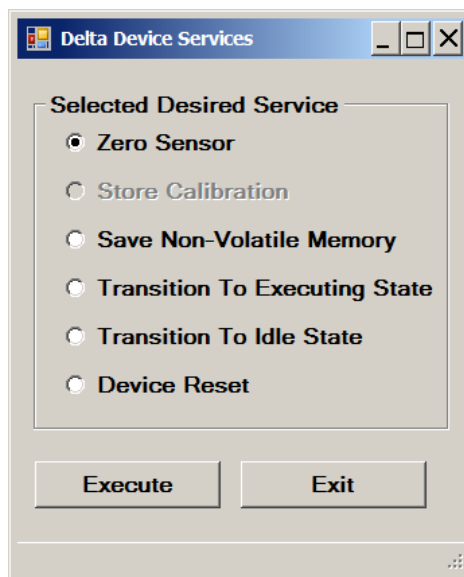 Delta Device Services
Selected Desired Service
Zero Sensor
Store Calibration
Save Non-Volatile Memory
Transition To Executing State
Transition To Idle State
Device Reset
Execute
Exit